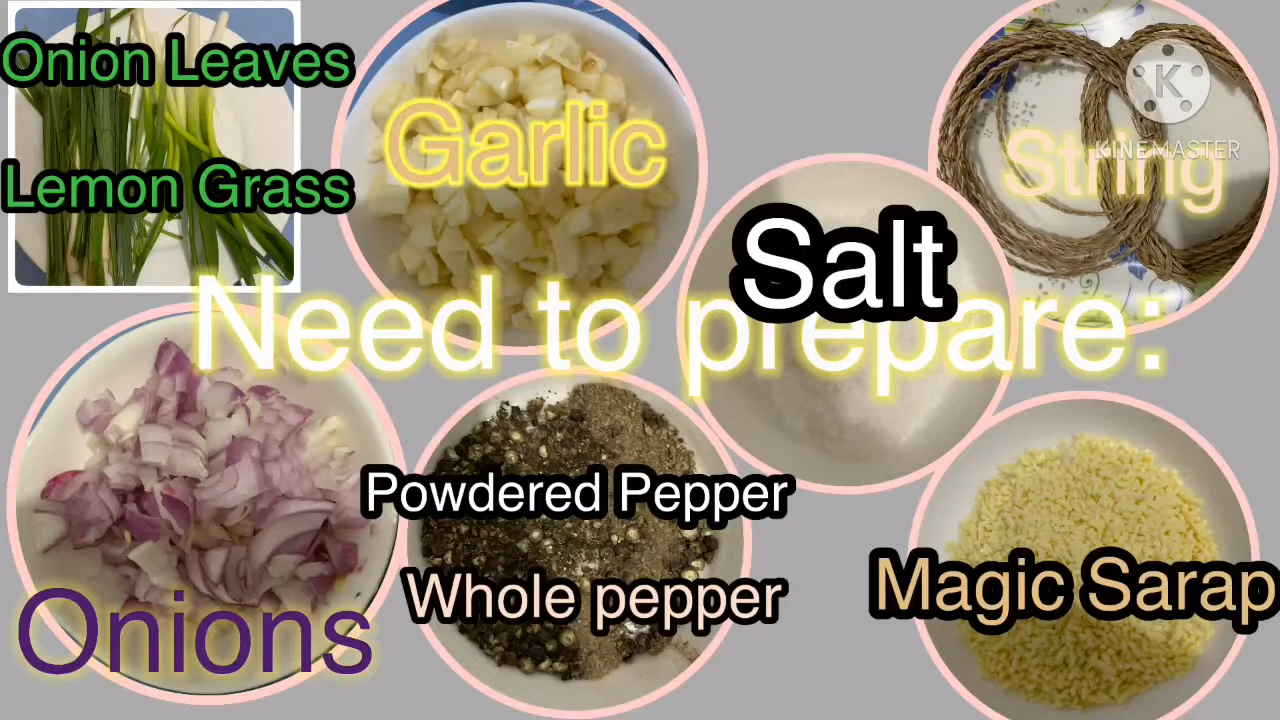 Onion Leaves
Lemon Grass
Garlic
String
K
KINEMASTER
Salt
Need to prepare:
Onions
Powdered Pepper
Whole pepper
Magic Sarap